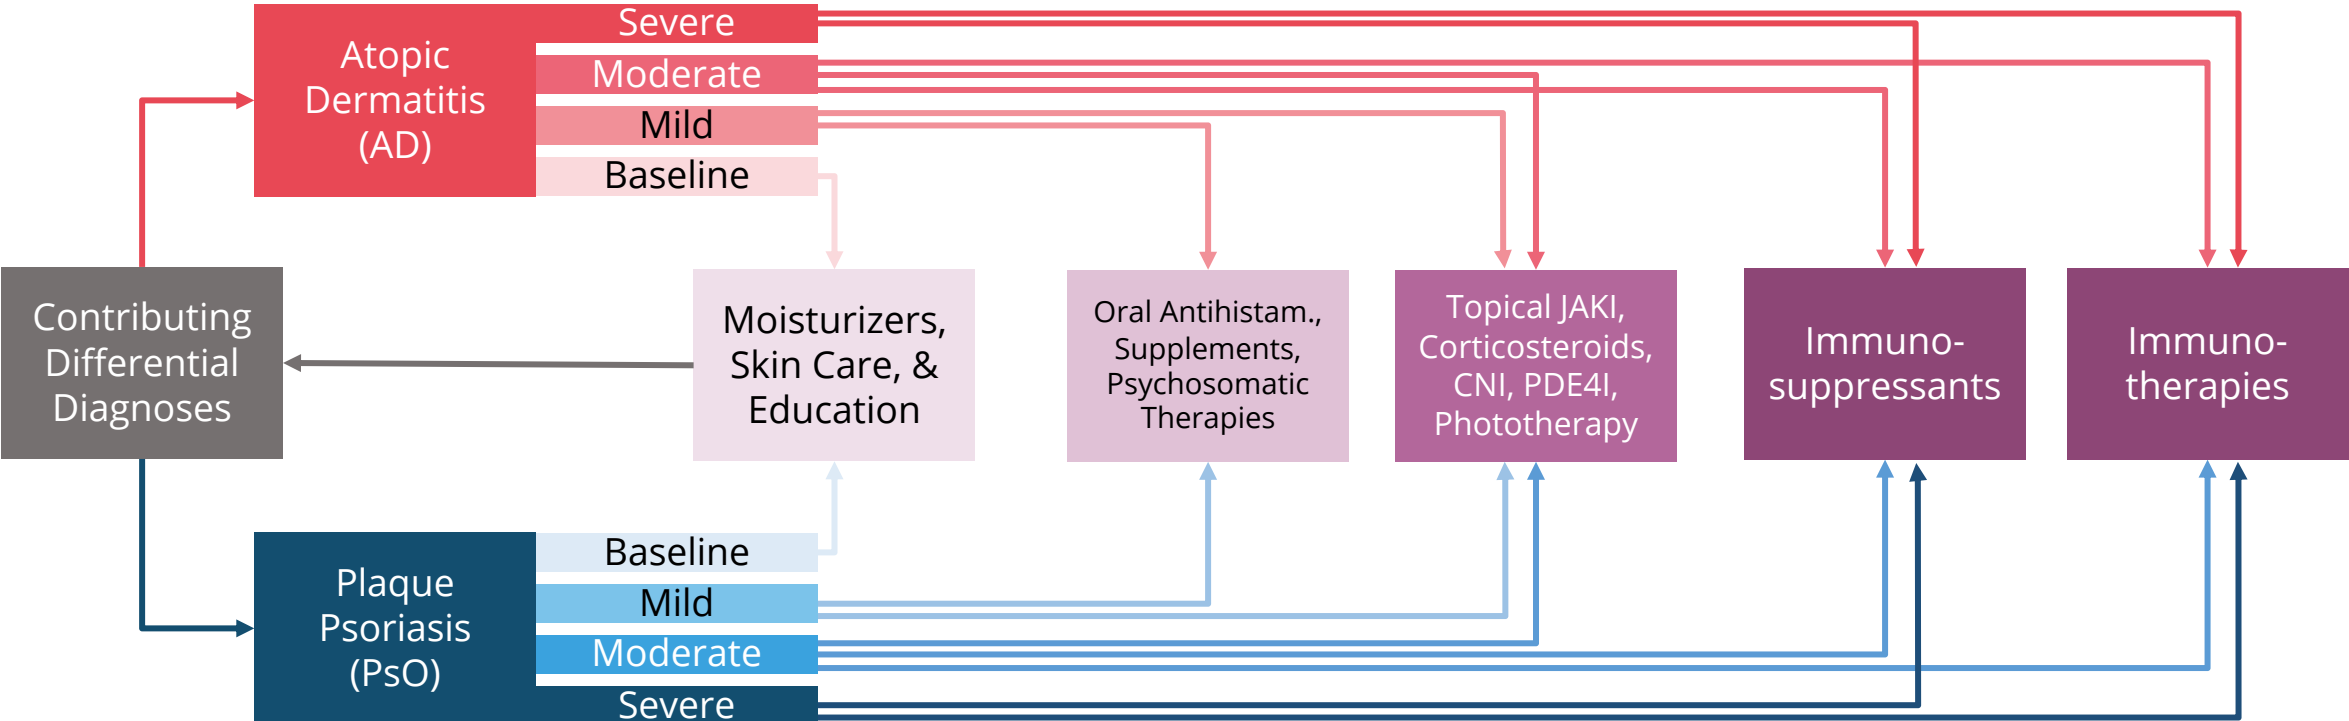 Atopic
Dermatitis
(AD)
Severe
Moderate
Mild
Baseline
Contributing
Differential
Diagnoses
Moisturizers,
Skin Care, &
Education
Oral Antihistam.,
Supplements,
Psychosomatic
Therapies
Topical JAKI,
Corticosteroids,
CNI, PDE4I,
Phototherapy
Immuno-
suppressants
Immuno-
therapies
Plaque
Psoriasis
(PsO)
Baseline
Mild
Moderate
Severe